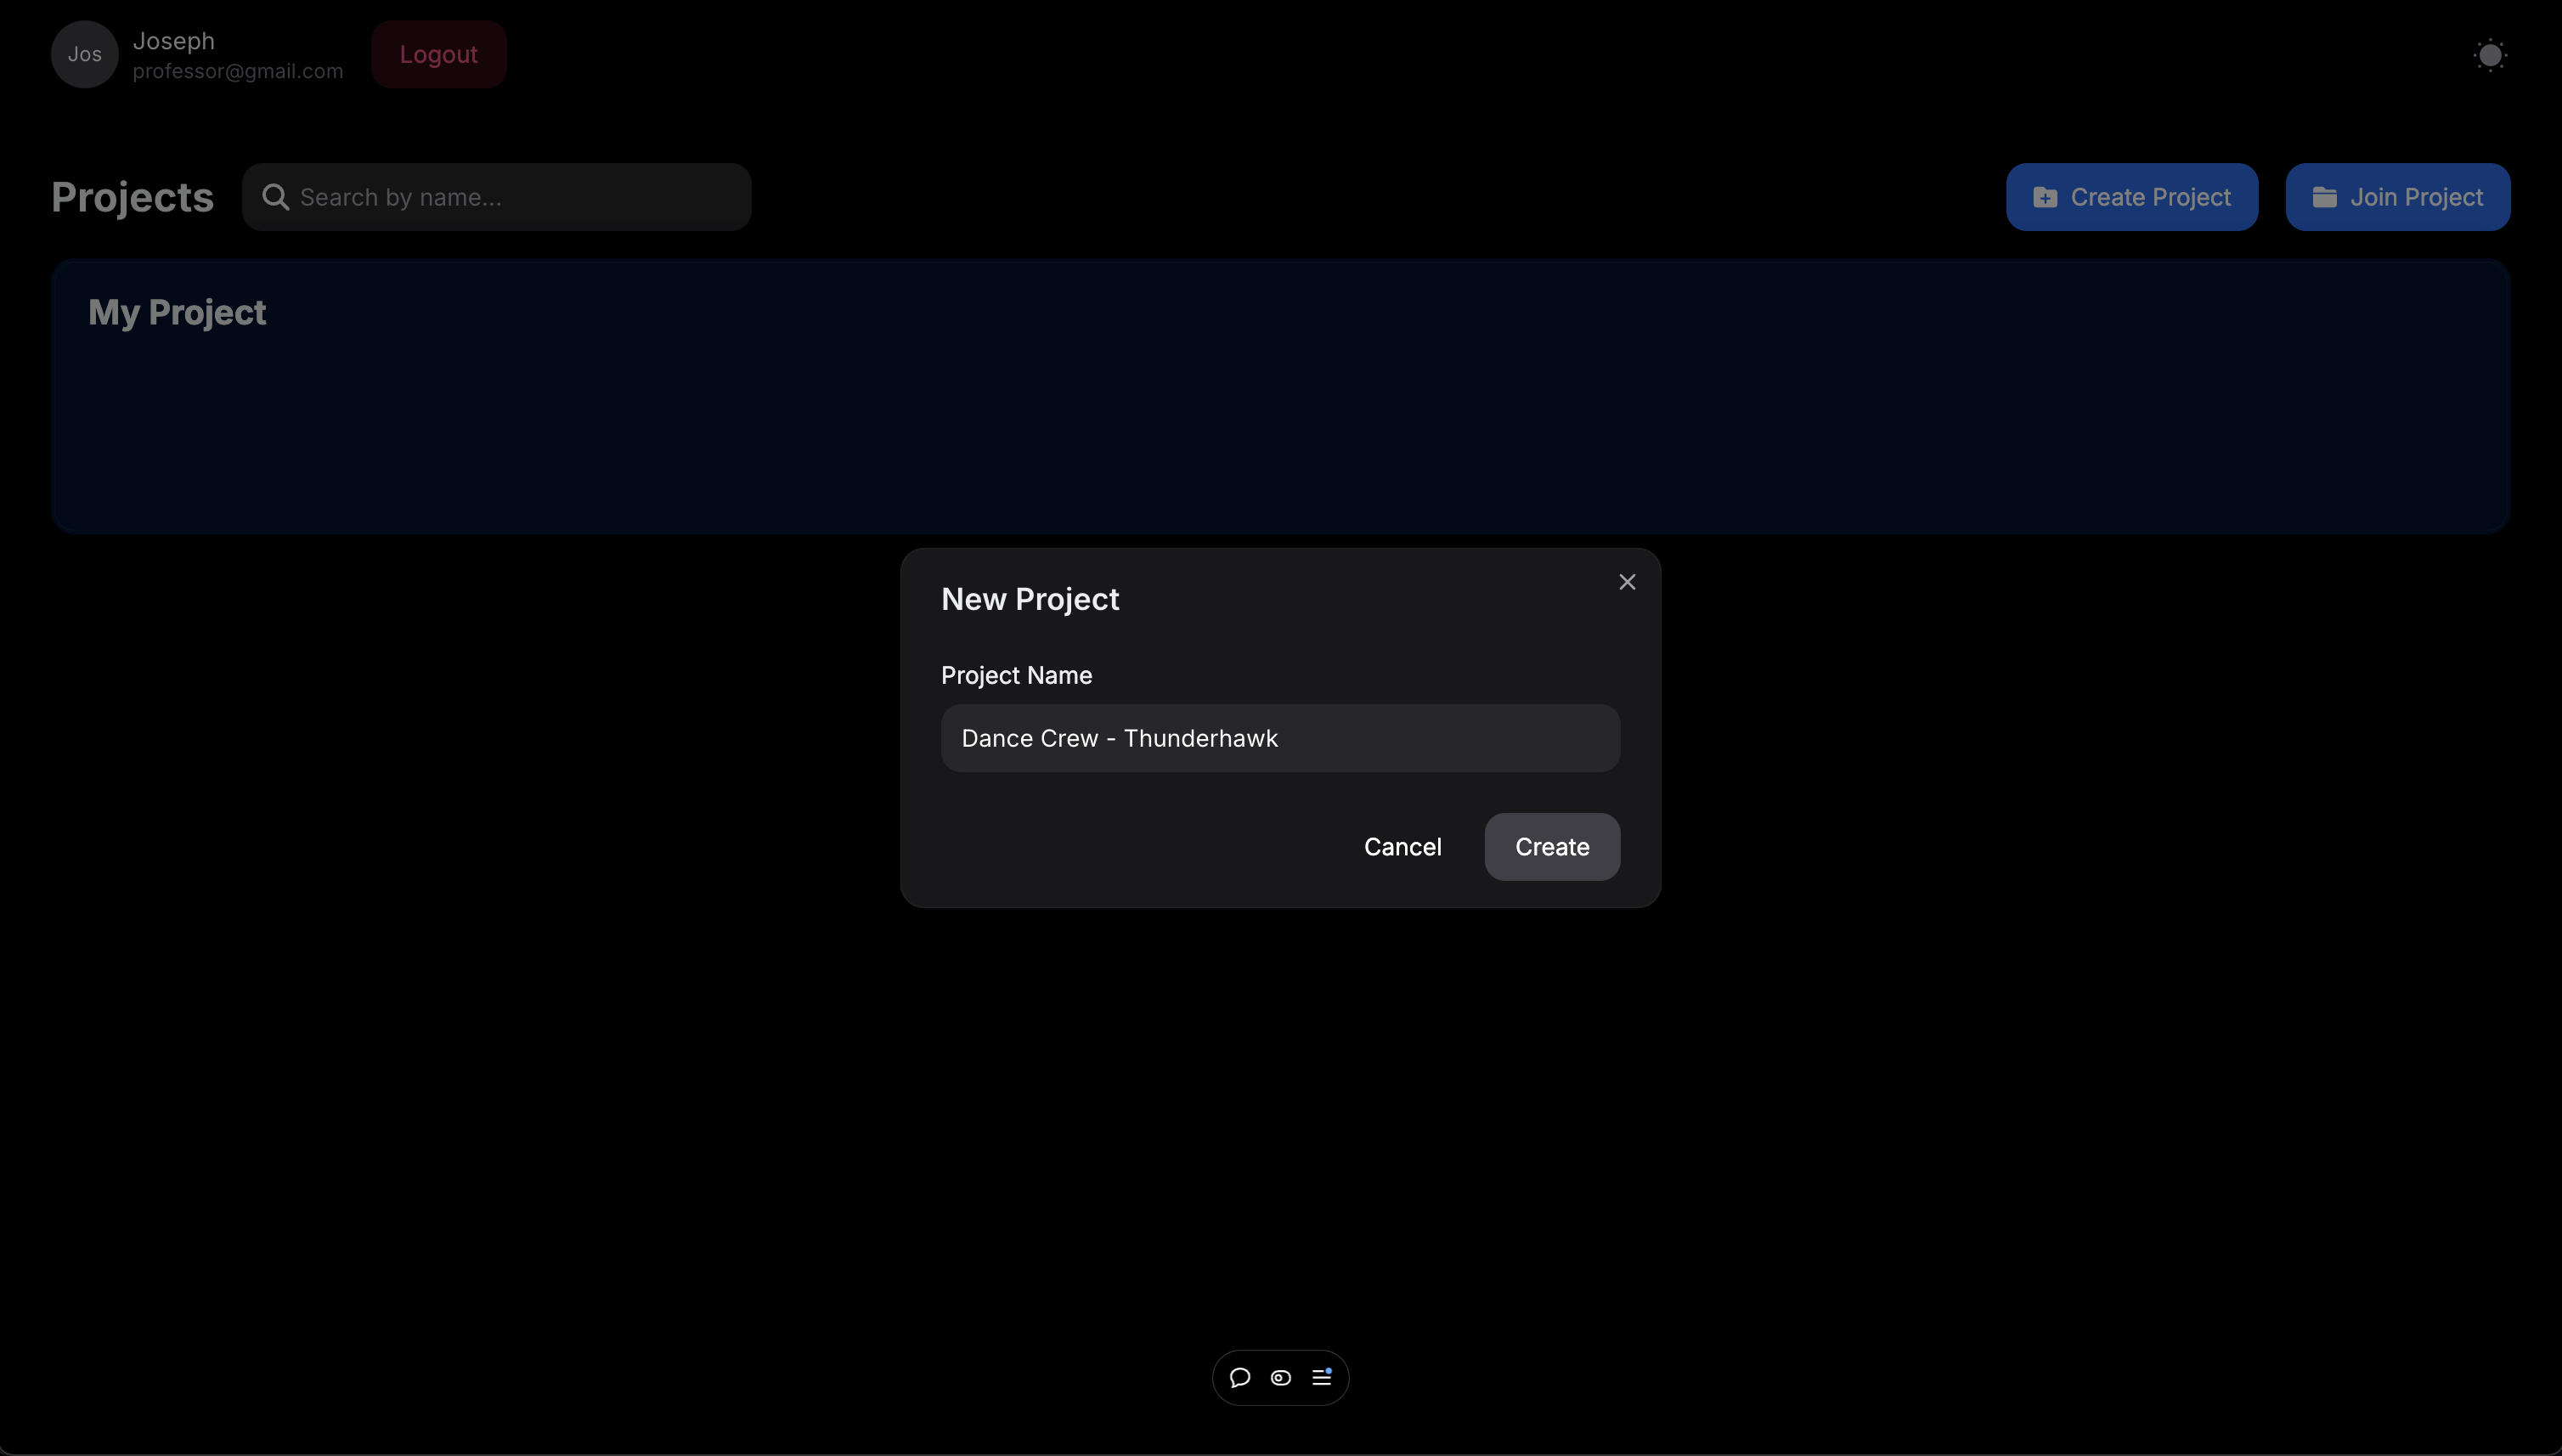 Jos
Joseph
professor@gmail.com
Logout
Projects
Search by name...
Create Project
Join Project
My Project
New Project
Project Name
Dance Crew - Thunderhawk
Cancel
Create